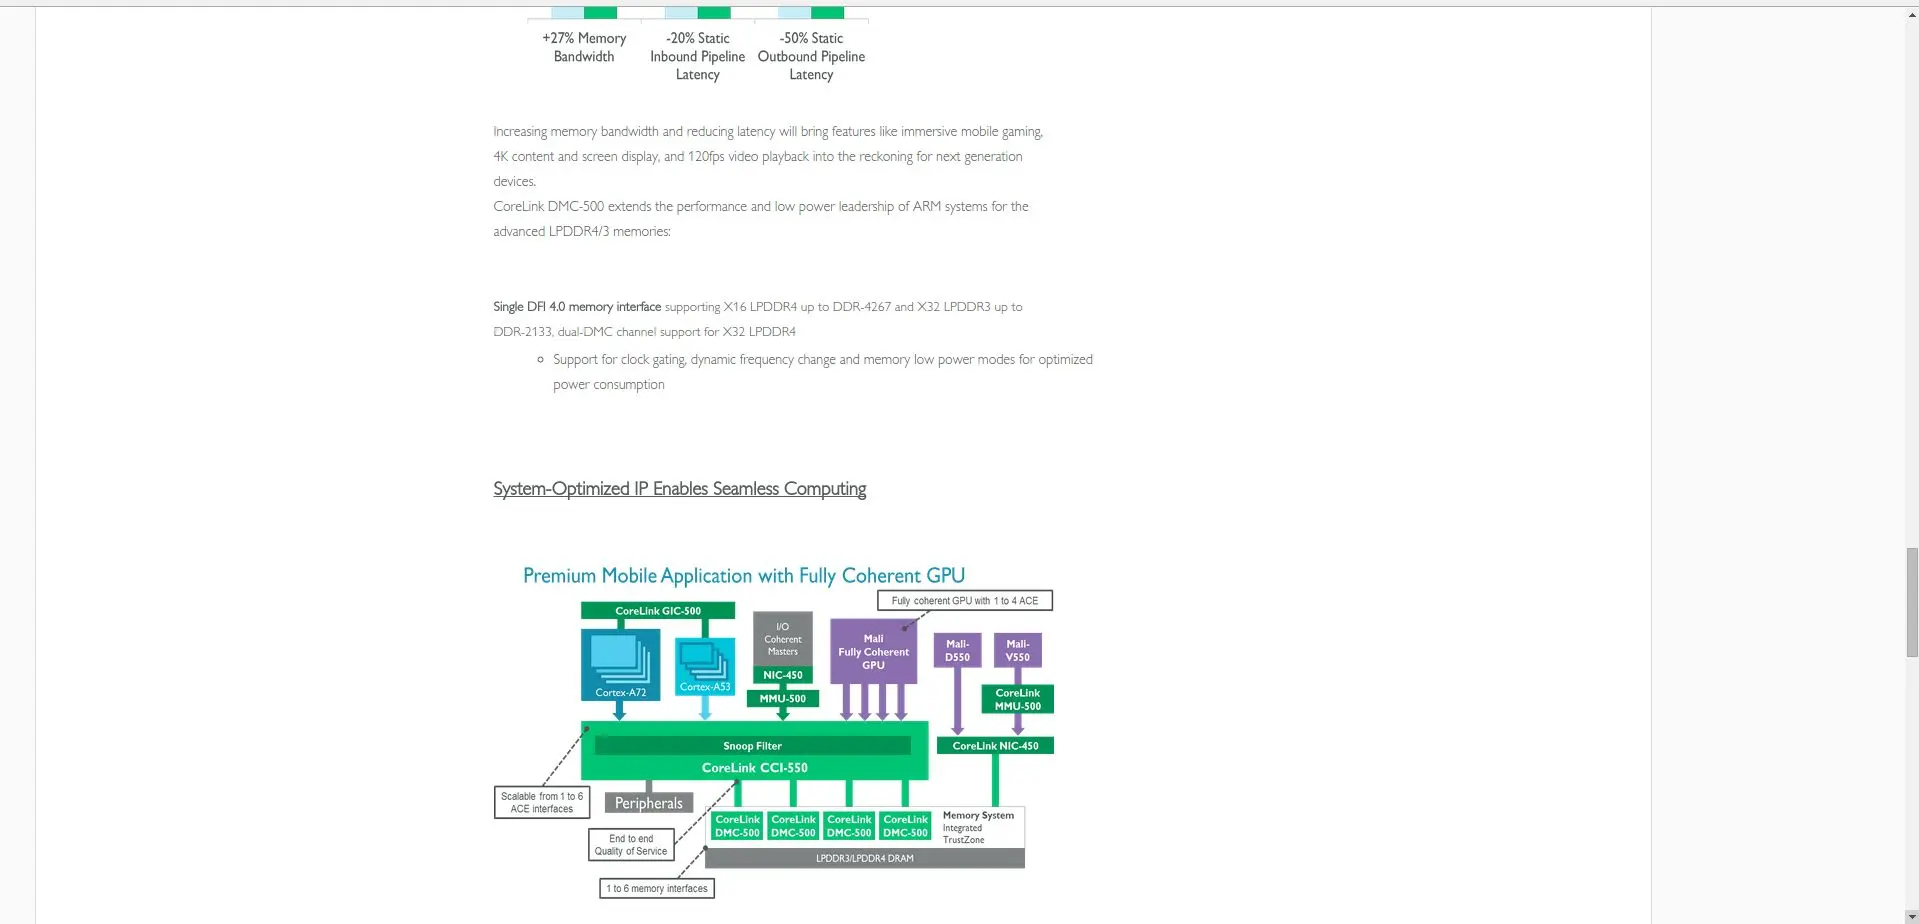 +27% Memory
Bandwidth
-20% Static
Inbound Pipeline
Latency
-50% Static
Outbound Pipeline
Latency
Increasing memory bandwidth and reducing latency will bring features like immersive mobile gaming,
4K content and screen display, and 120fps video playback into the reckoning for next generation
devices.
CoreLink DMC-500 extends the performance and low power leadership of ARM systems for the
advanced LPDDR4/3 memories:
Single DFI 4.0 memory interface supporting X16 LPDDR4 up to DDR-4267 and X32 LPDDR3 up to
DDR-2133, dual-DMC channel support for X32 LPDDR4
Support for clock gating, dynamic frequency change and memory low power modes for optimized
power consumption
System-Optimized IP Enables Seamless Computing
Premium Mobile Application with Fully Coherent GPU
Fully coherent GPU with 1 to 4 ACE
CoreLink GIC-500
Cortex-A72
Cortex-A53
I/O
Coherent
Masters
NIC-450
MMU-500
Mali
Fully Coherent
GPU
Mali-
D550
Mali-
V550
CoreLink
MMU-500
CoreLink NIC-450
Snoop Filter
CoreLink CCI-550
Scalable from 1 to 6
ACE interfaces
Peripherals
CoreLink
DMC-500
CoreLink
DMC-500
CoreLink
DMC-500
CoreLink
DMC-500
Memory System
Integrated
TrustZone
End to end
Quality of Service
LPDDR3/LPDDR4 DRAM
1 to 6 memory interfaces